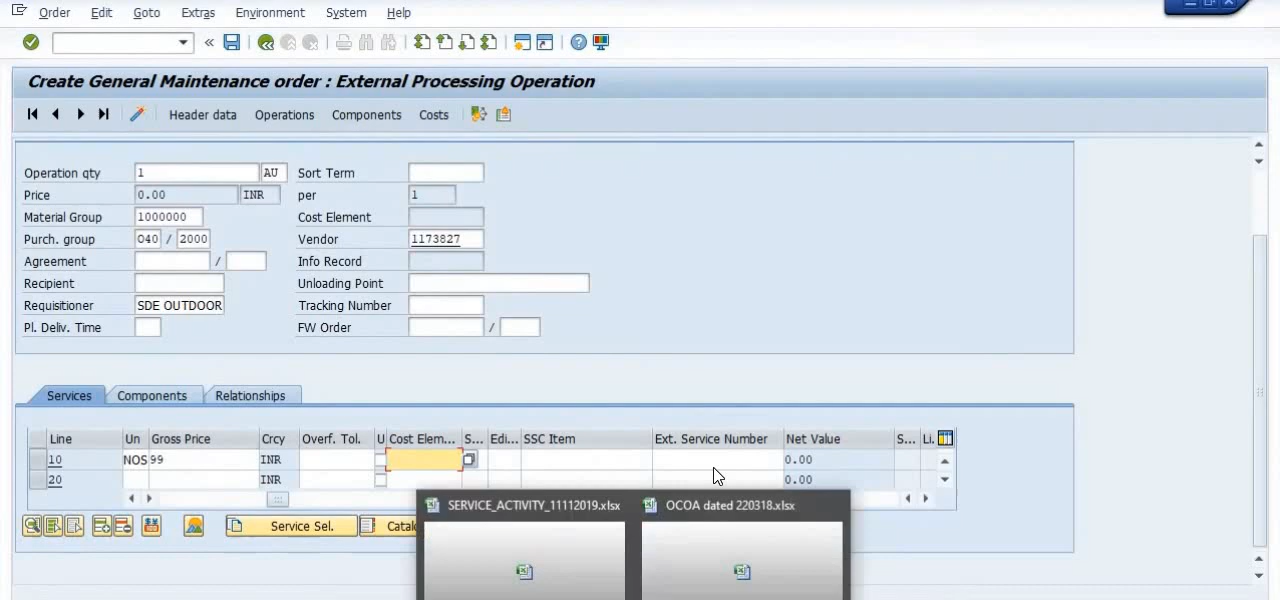 Order Edit Goto Extras Environment System Help
Create General Maintenance order : External Processing Operation
Header data Operations Components Costs
Operation qty 1 AU Sort Term
Price 0.00 INR per 1
Material Group 1000000 Cost Element
Purch. group O40 / 2000 Vendor 1173827
Agreement / Info Record
Recipient Unloading Point
Requisitioner SDE OUTDOOR Tracking Number
Pl. Deliv. Time FW Order /
Services Components Relationships
Line Un Gross Price Crcy Overf. Tol. U Cost Elem... S... Edi... SSC Item Ext. Service Number Net Value S... Li.
10 NOS 99 INR 0.00
20 INR 0.00
SERVICE_ACTIVITY_11112019.xlsx OCOA dated 220318.xlsx
Service Sel. Catalo